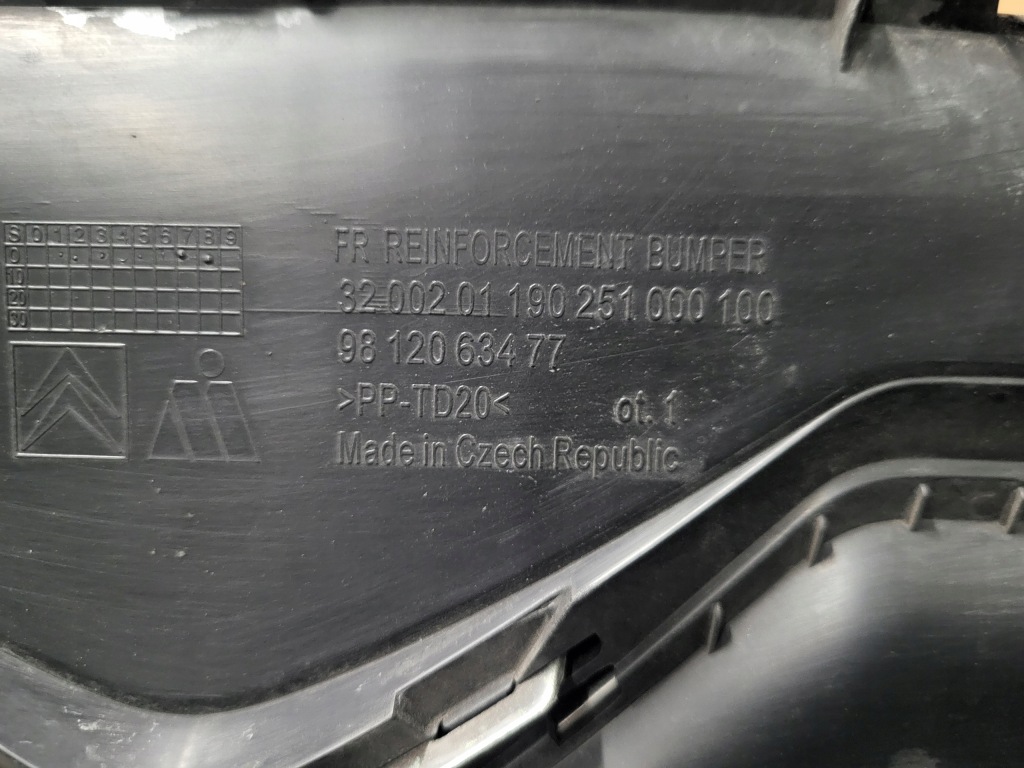 S 0 1 2 3 4 5 6 7 8 9
0
10
20
30
FR REINFORCEMENT BUMPER
32 002 01 190 251 000 100
98 120 634 77
>PP-TD20< ot. 1
Made in Czech Republic